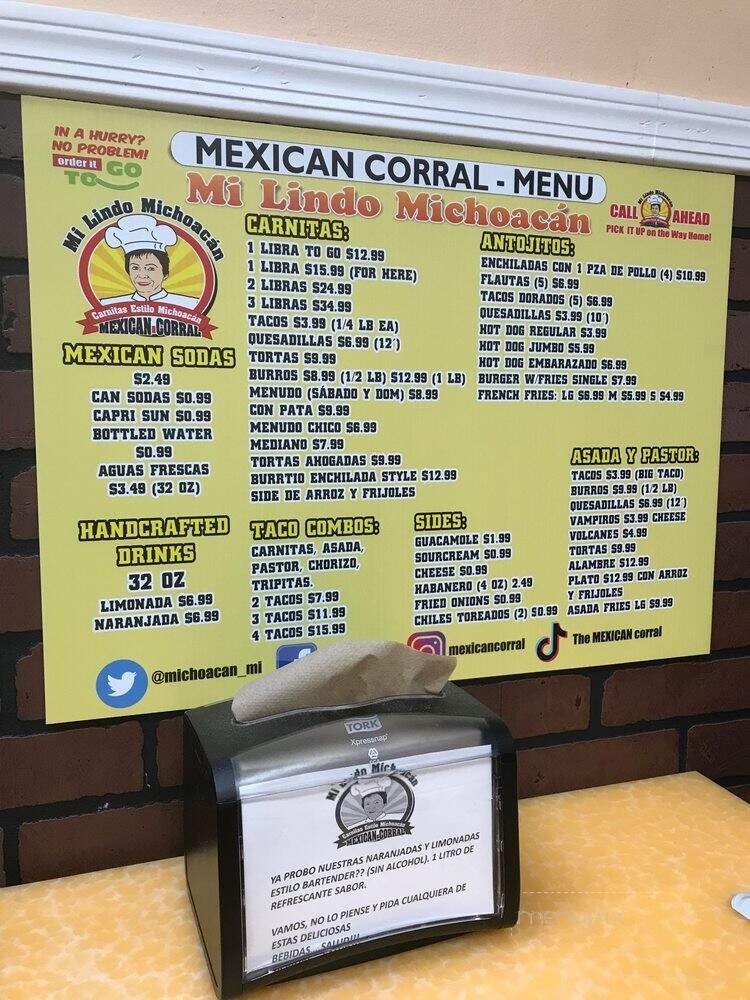 IN A HURRY?
NO PROBLEM!
order it GO
TO
MEXICAN CORRAL - MENU
Mi Lindo Michoacán
CALL AHEAD
PICK IT UP on the Way Home!
Mi Lindo Michoacán
Carnitas Estilo Michoacán
MEXICAN CORRAL
MEXICAN SODAS
$2.49
CAN SODAS $0.99
CAPRI SUN $0.99
BOTTLED WATER
$0.99
AGUAS FRESCAS
$3.49 (32 OZ)
HANDCRAFTED
DRINKS
32 OZ
LIMONADA $6.99
NARANJADA $6.99
CARNITAS:
1 LIBRA TO GO $12.99
1 LIBRA $15.99 (FOR HERE)
2 LIBRAS $24.99
3 LIBRAS $34.99
TACOS $3.99 (1/4 LB EA)
QUESADILLAS $6.99 (12´)
TORTAS $9.99
BURROS $8.99 (1/2 LB) $12.99 (1 LB)
MENUDO (SÁBADO Y DOM) $8.99
CON PATA $9.99
MENUDO CHICO $6.99
MEDIANO $7.99
TORTAS AHOGADAS $9.99
BURRTIO ENCHILADA STYLE $12.99
SIDE DE ARROZ Y FRIJOLES
TACO COMBOS:
CARNITAS, ASADA,
PASTOR, CHORIZO,
TRIPITAS.
2 TACOS $7.99
3 TACOS $11.99
4 TACOS $15.99
ANTOJITOS:
ENCHILADAS CON 1 PZA DE POLLO (4) $10.99
FLAUTAS (5) $6.99
TACOS DORADOS (5) $6.99
QUESADILLAS $3.99 (10´)
HOT DOG REGULAR $3.99
HOT DOG JUMBO $5.99
HOT DOG EMBARAZADO $6.99
BURGER W/FRIES SINGLE $7.99
FRENCH FRIES: LG $6.99 M $5.99 S $4.99
SIDES:
GUACAMOLE $1.99
SOURCREAM $0.99
CHEESE $0.99
HABANERO (4 OZ) 2.49
FRIED ONIONS $0.99
CHILES TOREADOS (2) $0.99
ASADA Y PASTOR:
TACOS $3.99 (BIG TACO)
BURROS $9.99 (1/2 LB)
QUESADILLAS $6.99 (12´)
VAMPIROS $3.99 CHEESE
VOLCANES $4.99
TORTAS $9.99
ALAMBRE $12.99
PLATO $12.99 CON ARROZ
Y FRIJOLES
ASADA FRIES LG $9.99
@michoacan_mi
mexicancorral
The MEXICAN corral
TORK
Xpressnap
Mi Lindo Michoacán
Carnitas Estilo Michoacán
MEXICAN CORRAL
YA PROBO NUESTRAS NARANJADAS Y LIMONADAS
ESTILO BARTENDER?? (SIN ALCOHOL). 1 LITRO DE
REFRESCANTE SABOR.
VAMOS, NO LO PIENSE Y PIDA CUALQUIERA DE
ESTAS DELICIOSAS
BEBIDAS... SALUD!!!